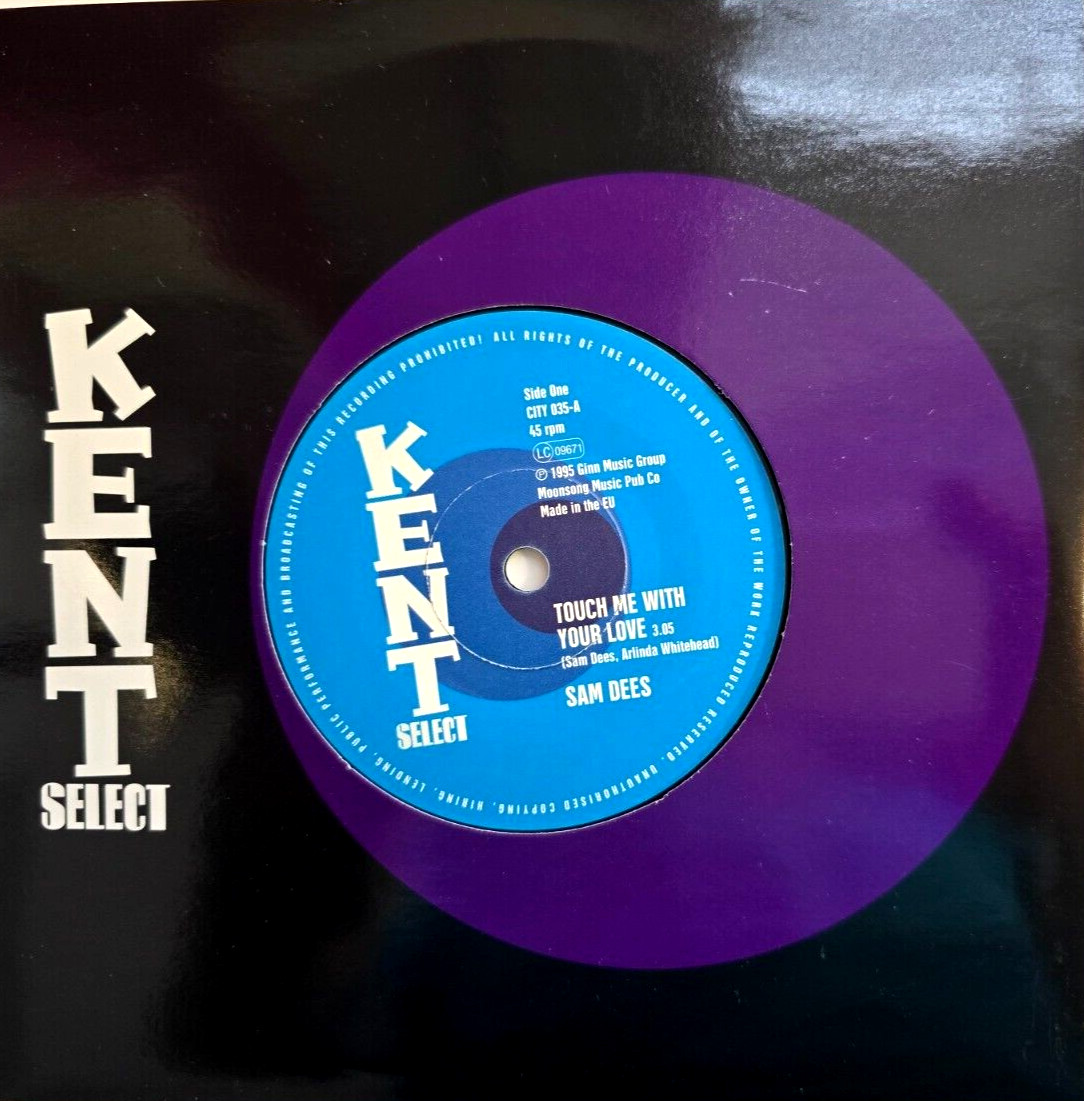 KENT
SELECT
UNAUTHORISED COPYING, HIRING, LENDING, PUBLIC PERFORMANCE AND BROADCASTING OF THIS RECORDING PROHIBITED! ALL RIGHTS OF THE PRODUCER AND OF THE OWNER OF THE WORK REPRODUCED RESERVED.
KENT
SELECT
Side One
CITY 035-A
45 rpm
LC 09671
℗ 1995 Ginn Music Group
Moonsong Music Pub Co
Made in the EU
TOUCH ME WITH
YOUR LOVE 3.05
(Sam Dees, Arlinda Whitehead)
SAM DEES